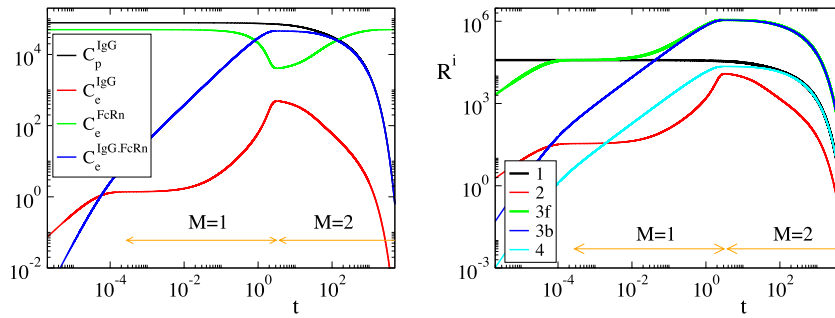 10^4
10^2
10^0
10^-2
C_p^IgG
C_e^IgG
C_e^FcRn
C_e^IgG.FcRn
M=1
M=2
10^-4
10^-2
10^0
10^2
t
R^i
10^6
10^3
10^0
10^-3
1
2
3f
3b
4
M=1
M=2
10^-4
10^-2
10^0
10^2
t